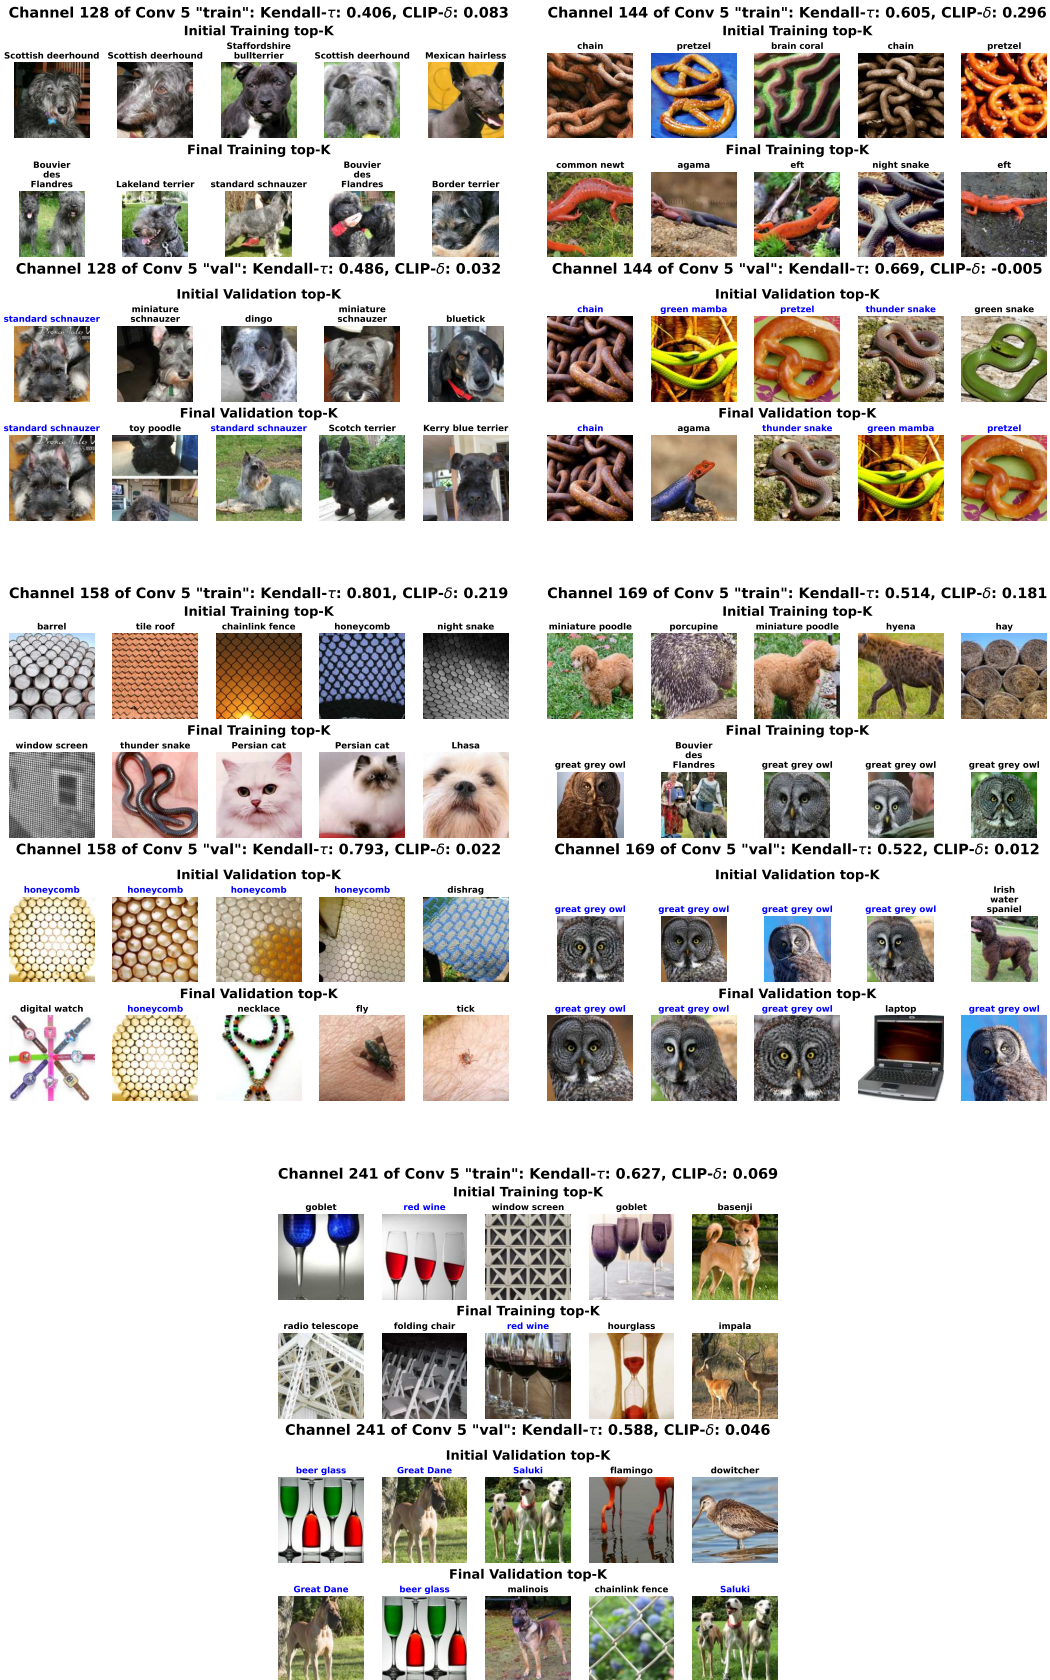 Channel 128 of Conv 5 "train": Kendall-τ: 0.406, CLIP-δ: 0.083
Initial Training top-K
Scottish deerhound Scottish deerhound Staffordshire bullterrier Scottish deerhound Mexican hairless
Final Training top-K
Bouvier des Flandres Lakeland terrier standard schnauzer Bouvier des Flandres Border terrier
Channel 128 of Conv 5 "val": Kendall-τ: 0.486, CLIP-δ: 0.032
Initial Validation top-K
standard schnauzer miniature schnauzer dingo miniature schnauzer bluetick
Final Validation top-K
standard schnauzer toy poodle standard schnauzer Scotch terrier Kerry blue terrier
Channel 144 of Conv 5 "train": Kendall-τ: 0.605, CLIP-δ: 0.296
Initial Training top-K
chain pretzel brain coral chain pretzel
Final Training top-K
common newt agama eft night snake eft
Channel 144 of Conv 5 "val": Kendall-τ: 0.669, CLIP-δ: -0.005
Initial Validation top-K
chain green mamba pretzel thunder snake green snake
Final Validation top-K
chain agama thunder snake green mamba pretzel
Channel 158 of Conv 5 "train": Kendall-τ: 0.801, CLIP-δ: 0.219
Initial Training top-K
barrel tile roof chainlink fence honeycomb night snake
Final Training top-K
window screen thunder snake Persian cat Persian cat Lhasa
Channel 158 of Conv 5 "val": Kendall-τ: 0.793, CLIP-δ: 0.022
Initial Validation top-K
honeycomb honeycomb honeycomb honeycomb dishrag
Final Validation top-K
digital watch honeycomb necklace fly tick
Channel 169 of Conv 5 "train": Kendall-τ: 0.514, CLIP-δ: 0.181
Initial Training top-K
miniature poodle porcupine miniature poodle hyena hay
Final Training top-K
great grey owl Bouvier des Flandres great grey owl great grey owl great grey owl
Channel 169 of Conv 5 "val": Kendall-τ: 0.522, CLIP-δ: 0.012
Initial Validation top-K
great grey owl great grey owl great grey owl great grey owl Irish water spaniel
Final Validation top-K
great grey owl great grey owl great grey owl laptop great grey owl
Channel 241 of Conv 5 "train": Kendall-τ: 0.627, CLIP-δ: 0.069
Initial Training top-K
goblet red wine window screen goblet basenji
Final Training top-K
radio telescope folding chair red wine hourglass impala
Channel 241 of Conv 5 "val": Kendall-τ: 0.588, CLIP-δ: 0.046
Initial Validation top-K
beer glass Great Dane Saluki flamingo dowitcher
Final Validation top-K
Great Dane beer glass malinois chainlink fence Saluki